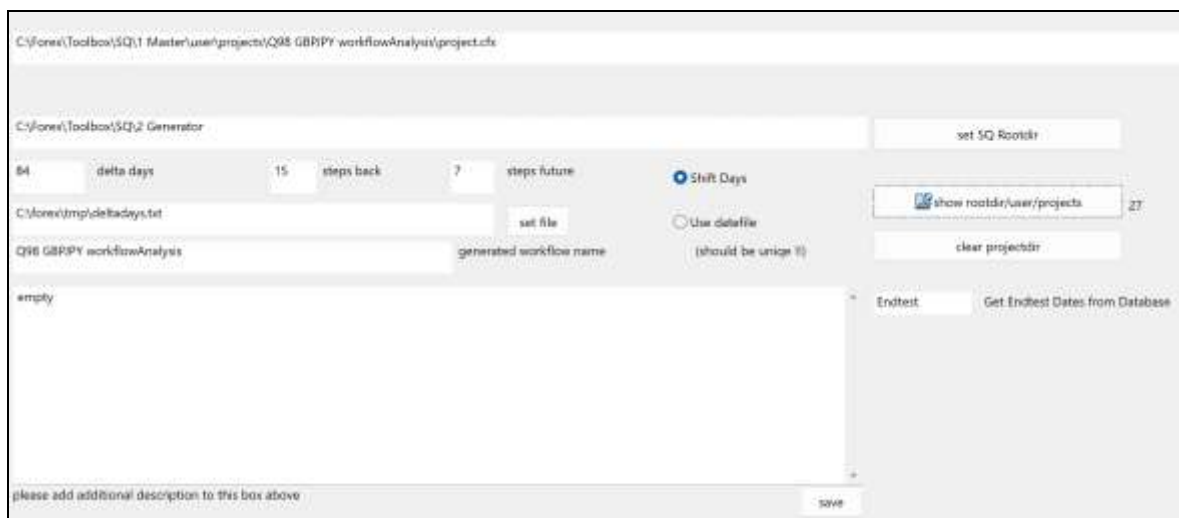 C:\Forex\Toolbox\SQ\1 Master\user\projects\Q98 GBPJPY workflowAnalysis\project.cfx
C:\Forex\Toolbox\SQ\2 Generator
set SQ Rootdir
84 delta days 15 steps back 7 steps future
Shift Days
show rootdir/user/projects 27
C:\forex\tmp\deltadays.txt
set file
Use datefile
Q98 GBPJPY workflowAnalysis generated workflow name (should be uniqe !!)
clear projectdir
empty
Endtest Get Endtest Dates from Database
please add additional description to this box above
save